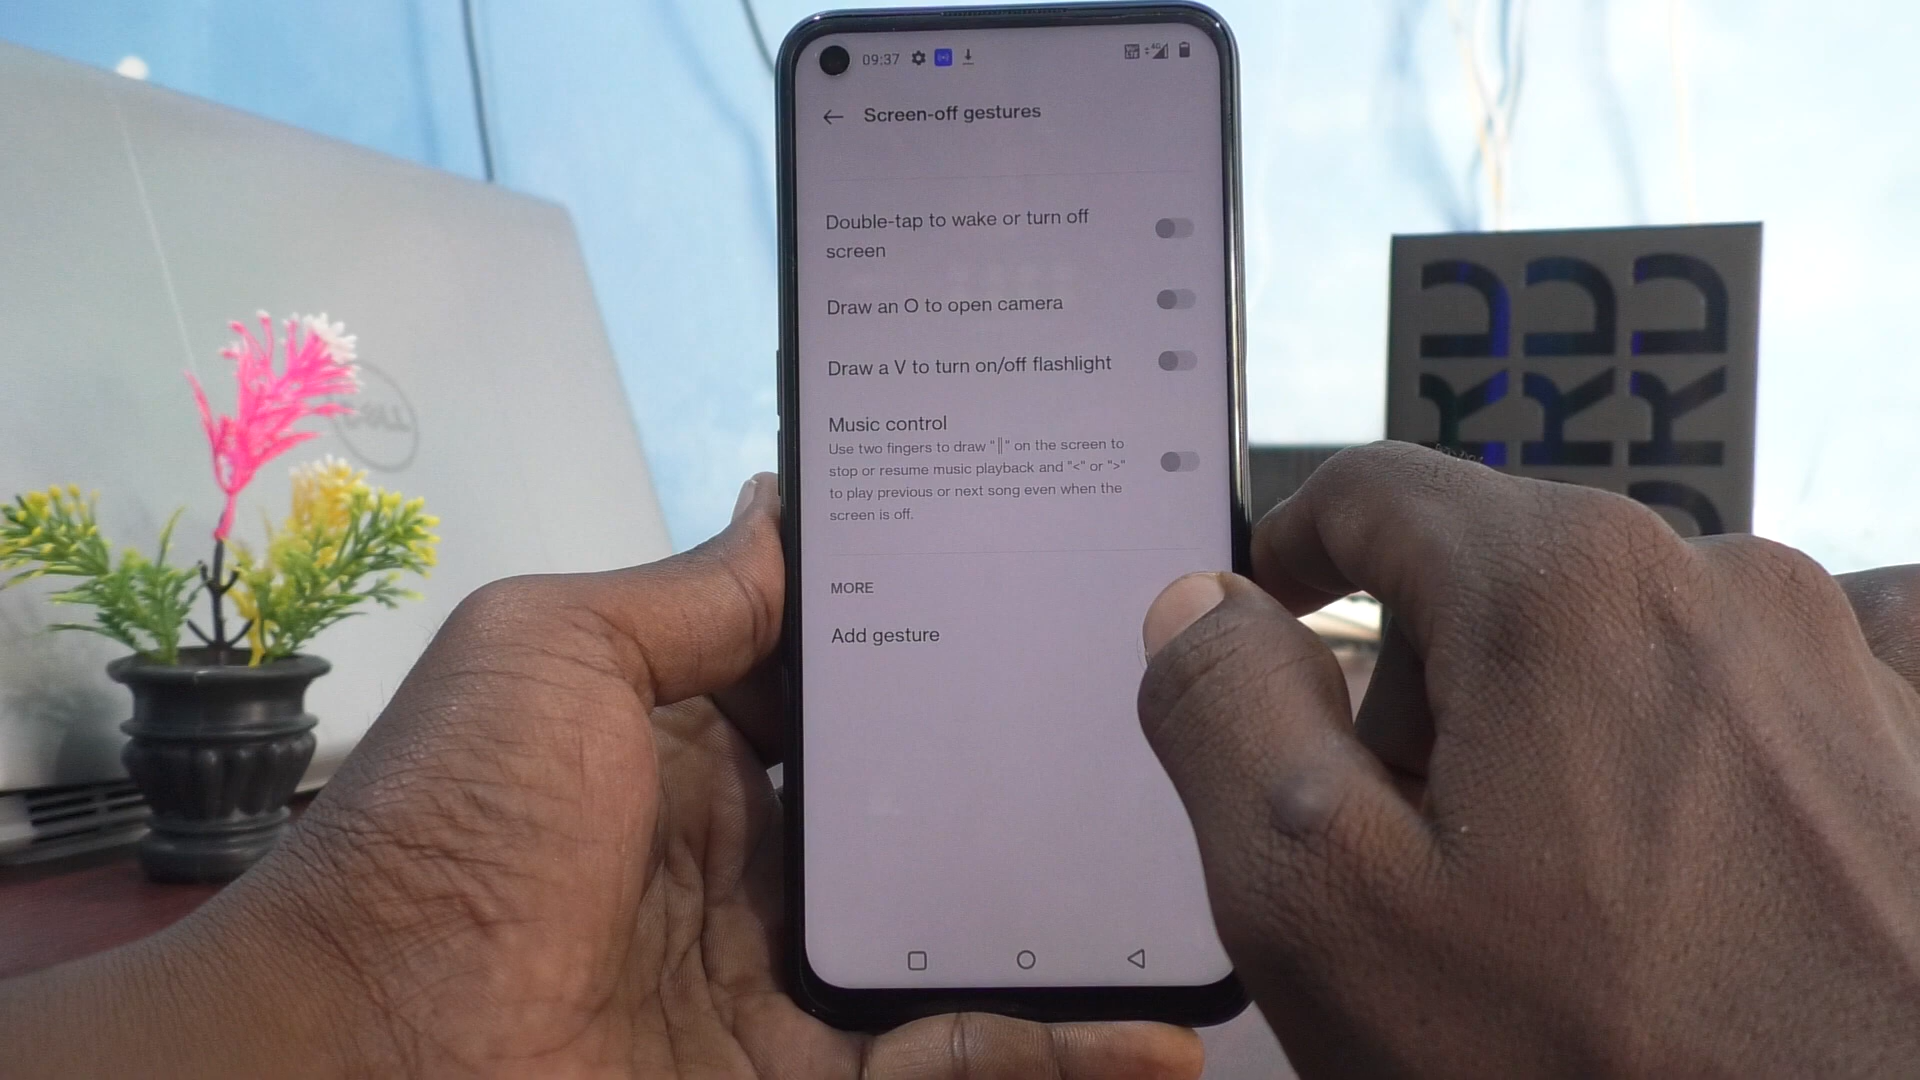 09:37
Screen-off gestures
Double-tap to wake or turn off
screen
Draw an O to open camera
Draw a V to turn on/off flashlight
Music control
Use two fingers to draw "||" on the screen to
stop or resume music playback and "<" or ">"
to play previous or next song even when the
screen is off.
MORE
Add gesture
DELL